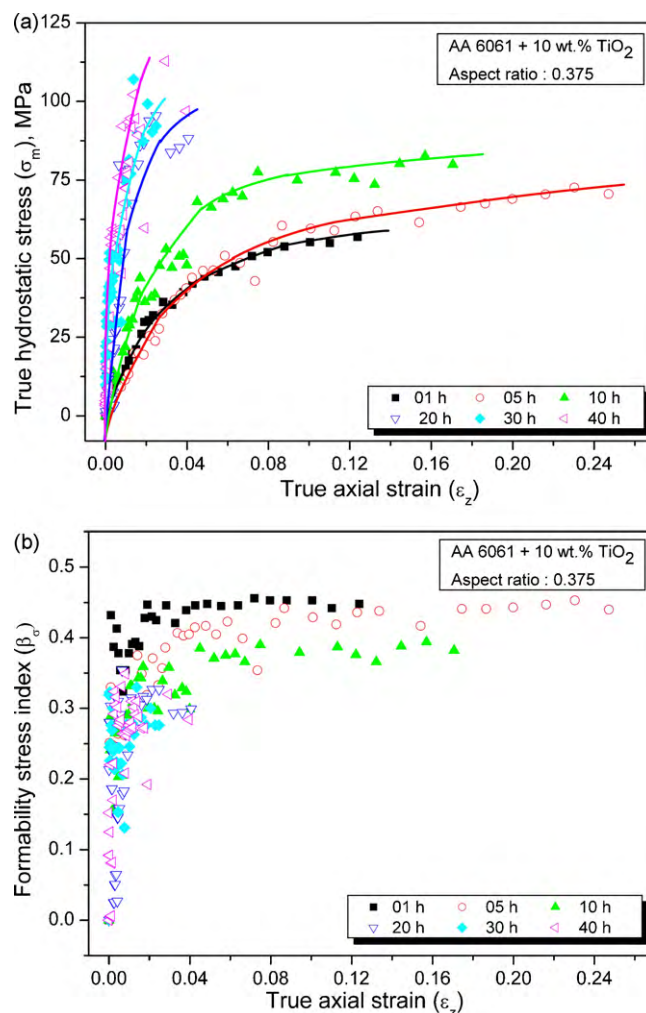 (a)
125
100
75
50
25
0
True hydrostatic stress (σm), MPa
AA 6061 + 10 wt.% TiO2
Aspect ratio : 0.375
01 h 05 h 10 h
20 h 30 h 40 h
0.00 0.04 0.08 0.12 0.16 0.20 0.24
True axial strain (εz)
(b)
0.5
0.4
0.3
0.2
0.1
0.0
Formability stress index (βσ)
AA 6061 + 10 wt.% TiO2
Aspect ratio : 0.375
01 h 05 h 10 h
20 h 30 h 40 h
0.00 0.04 0.08 0.12 0.16 0.20 0.24
True axial strain (εz)